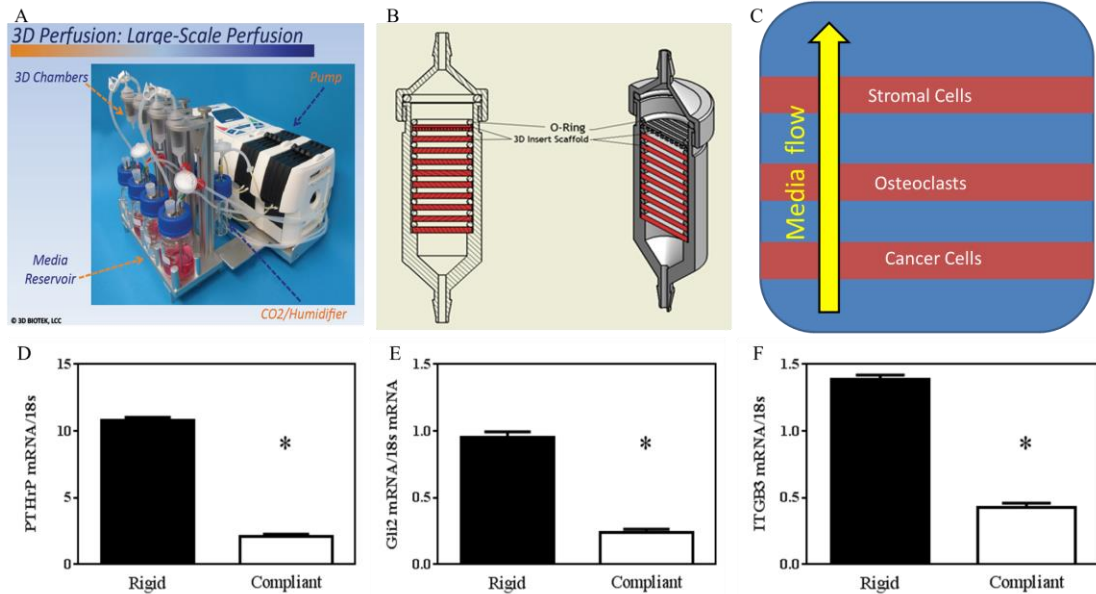 A
3D Perfusion: Large-Scale Perfusion
3D Chambers
Pump
Media
Reservoir
CO2/Humidifier
© 3D BIOTEK, LCC
B
O-Ring
3D Insert Scaffold
C
Media flow
Stromal Cells
Osteoclasts
Cancer Cells
D
PTHrP mRNA/18s
15
10
5
0
*
Rigid
Compliant
E
Gli2 mRNA/18s mRNA
1.5
1.0
0.5
0.0
*
Rigid
Compliant
F
ITGB3 mRNA/18s
1.5
1.0
0.5
0.0
*
Rigid
Compliant